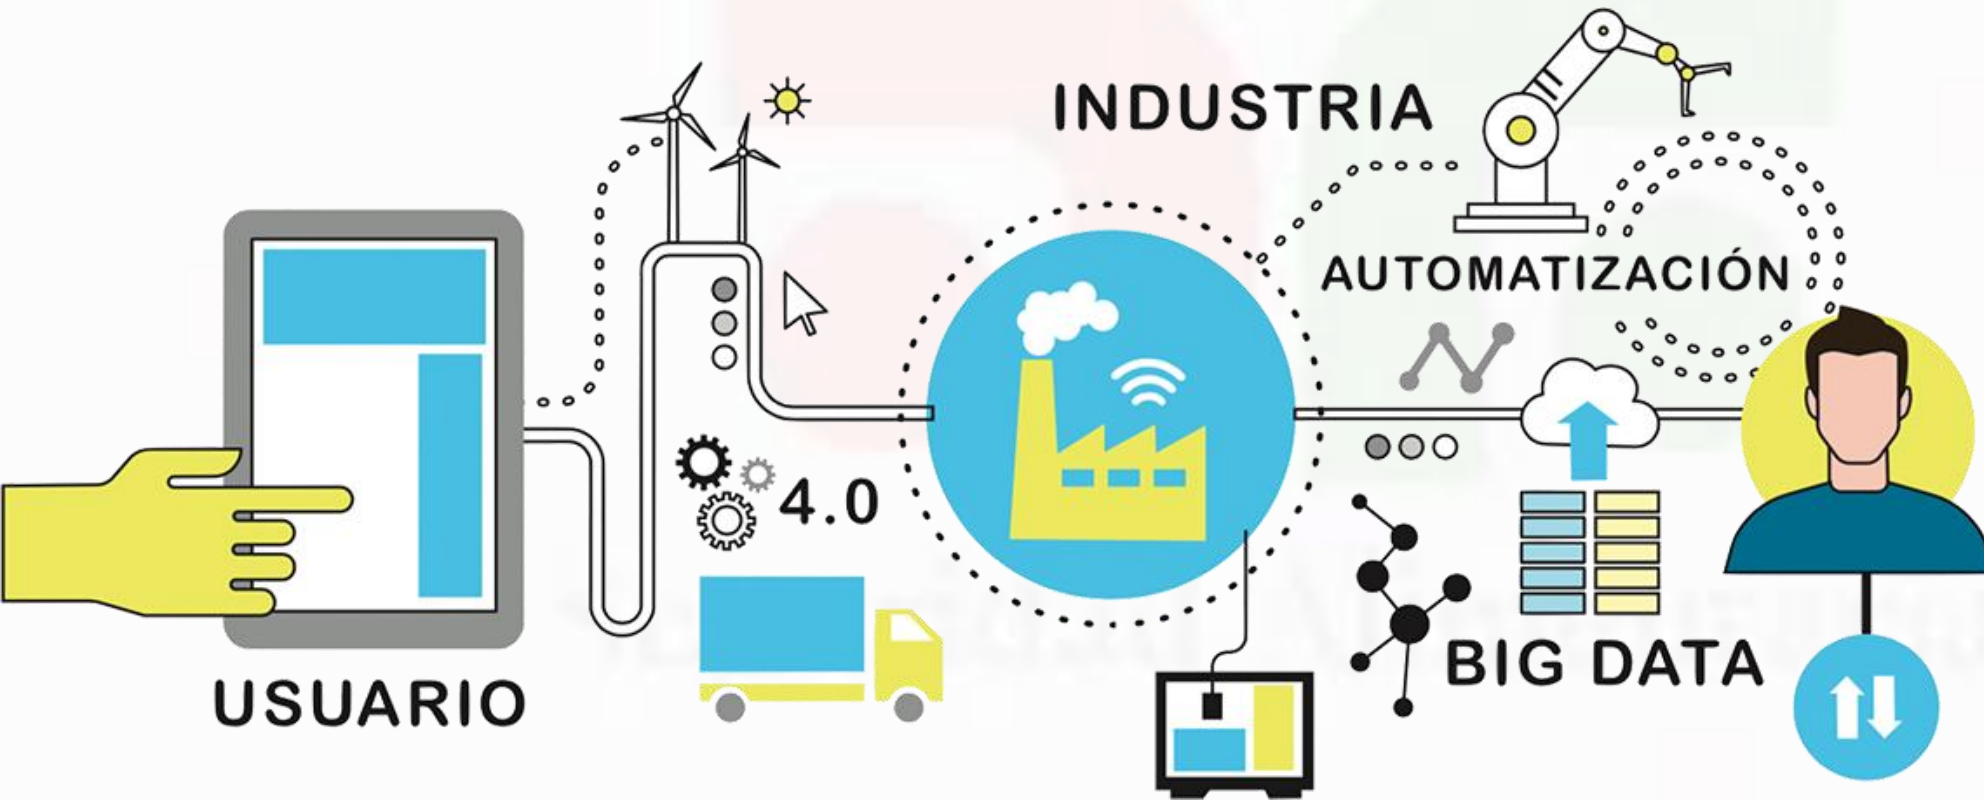 INDUSTRIA
AUTOMATIZACIÓN
4.0
BIG DATA
USUARIO